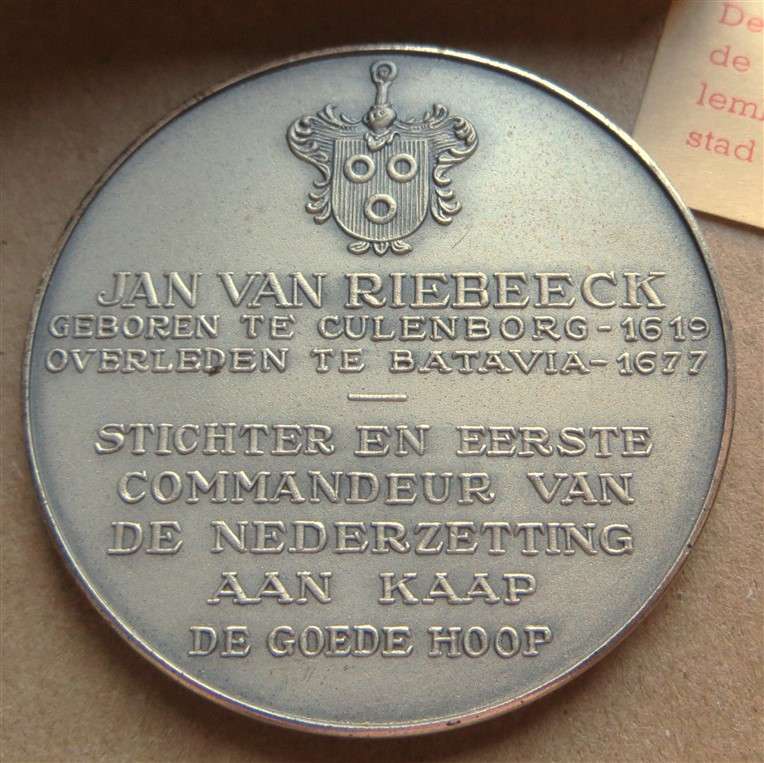 JAN VAN RIEBEECK
GEBOREN TE CULENBORG-1619
OVERLEDEN TE BATAVIA-1677
STICHTER EN EERSTE
COMMANDEUR VAN
DE NEDERZETTING
AAN KAAP
DE GOEDE HOOP
De
de
stad